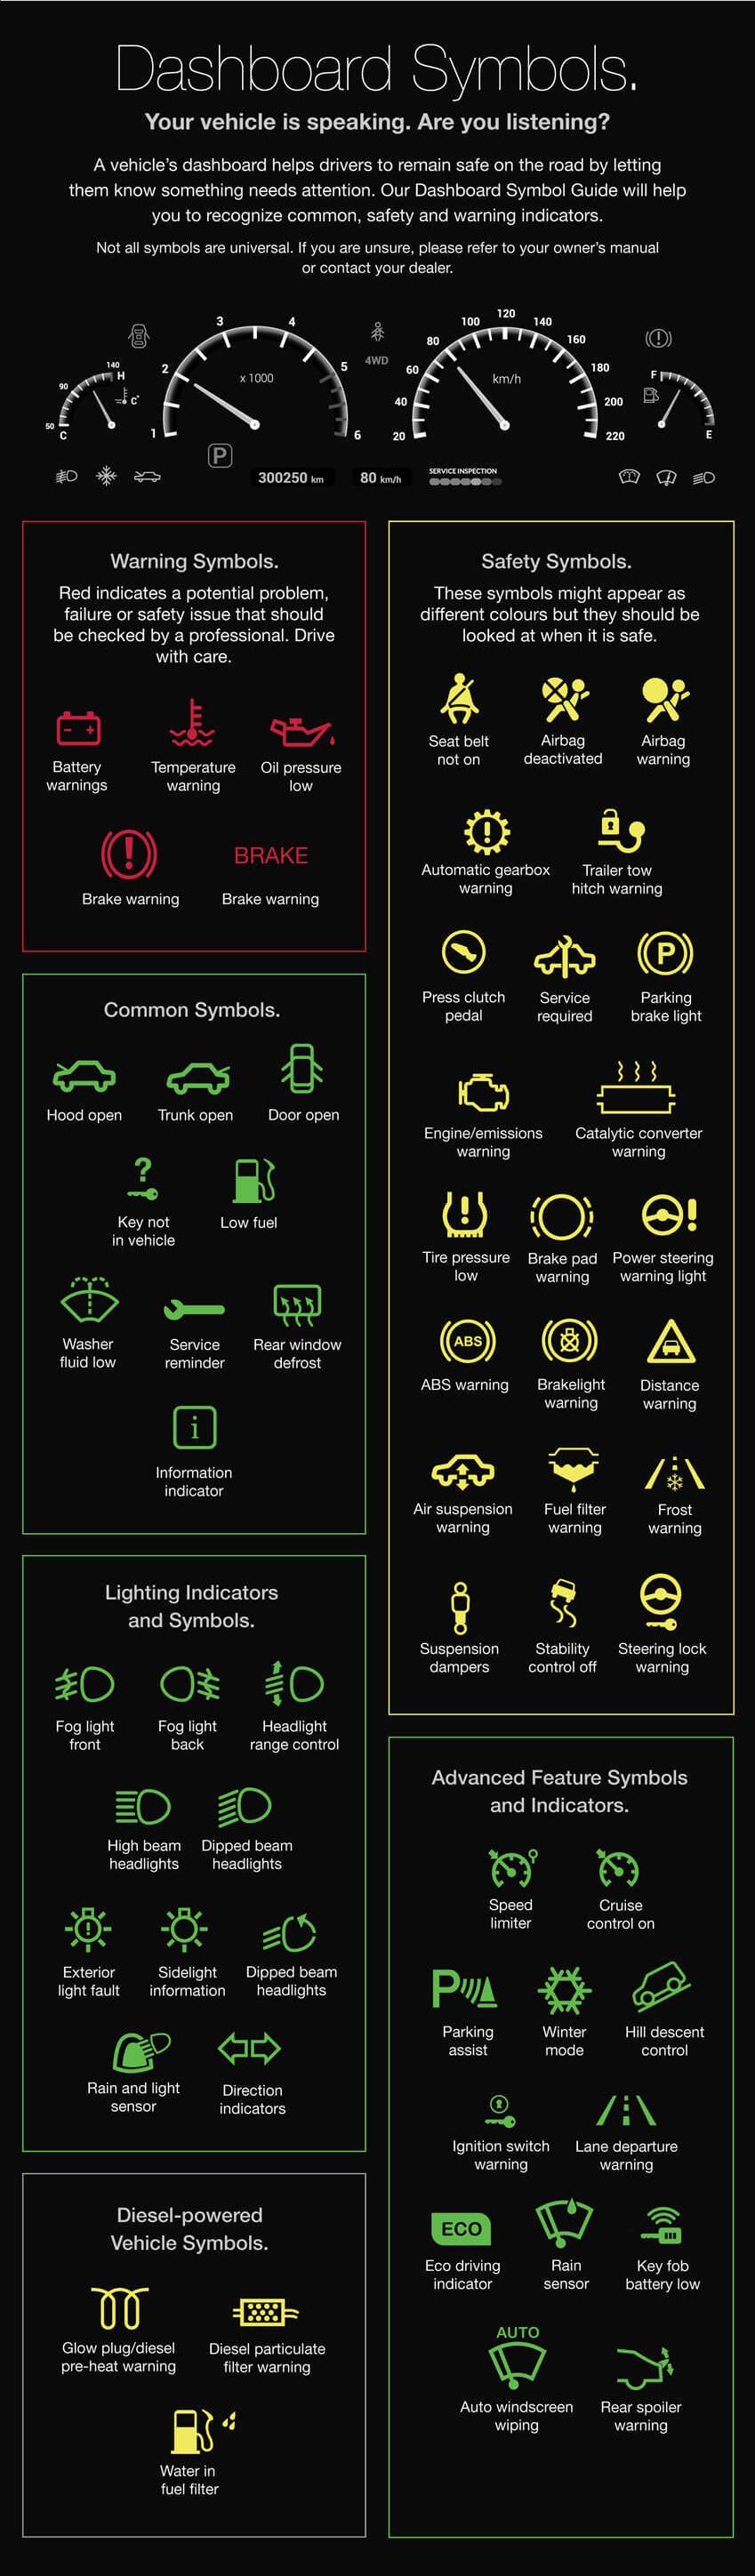 Dashboard Symbols.
Your vehicle is speaking. Are you listening?
A vehicle's dashboard helps drivers to remain safe on the road by letting
them know something needs attention. Our Dashboard Symbol Guide will help
you to recognize common, safety and warning indicators.
Not all symbols are universal. If you are unsure, please refer to your owner's manual
or contact your dealer.
50
90
140
H
C°
C
1
2
3
4
5
6
x 1000
P
4WD
20
40
60
80
100
120
140
160
180
200
220
km/h
F
E
300250 km
80 km/h
SERVICE INSPECTION
Warning Symbols.
Red indicates a potential problem,
failure or safety issue that should
be checked by a professional. Drive
with care.
Battery
warnings
Temperature
warning
Oil pressure
low
Brake warning
BRAKE
Brake warning
Common Symbols.
Hood open
Trunk open
Door open
?
Key not
in vehicle
Low fuel
Washer
fluid low
Service
reminder
Rear window
defrost
i
Information
indicator
Lighting Indicators
and Symbols.
Fog light
front
Fog light
back
Headlight
range control
High beam
headlights
Dipped beam
headlights
Exterior
light fault
Sidelight
information
Dipped beam
headlights
Rain and light
sensor
Direction
indicators
Diesel-powered
Vehicle Symbols.
Glow plug/diesel
pre-heat warning
Diesel particulate
filter warning
Water in
fuel filter
Safety Symbols.
These symbols might appear as
different colours but they should be
looked at when it is safe.
Seat belt
not on
Airbag
deactivated
Airbag
warning
Automatic gearbox
warning
Trailer tow
hitch warning
Press clutch
pedal
Service
required
P
Parking
brake light
Engine/emissions
warning
Catalytic converter
warning
Tire pressure
low
Brake pad
warning
Power steering
warning light
ABS
ABS warning
Brakelight
warning
Distance
warning
Air suspension
warning
Fuel filter
warning
Frost
warning
Suspension
dampers
Stability
control off
Steering lock
warning
Advanced Feature Symbols
and Indicators.
Speed
limiter
Cruise
control on
P
Parking
assist
Winter
mode
Hill descent
control
Ignition switch
warning
Lane departure
warning
ECO
Eco driving
indicator
Rain
sensor
Key fob
battery low
AUTO
Auto windscreen
wiping
Rear spoiler
warning